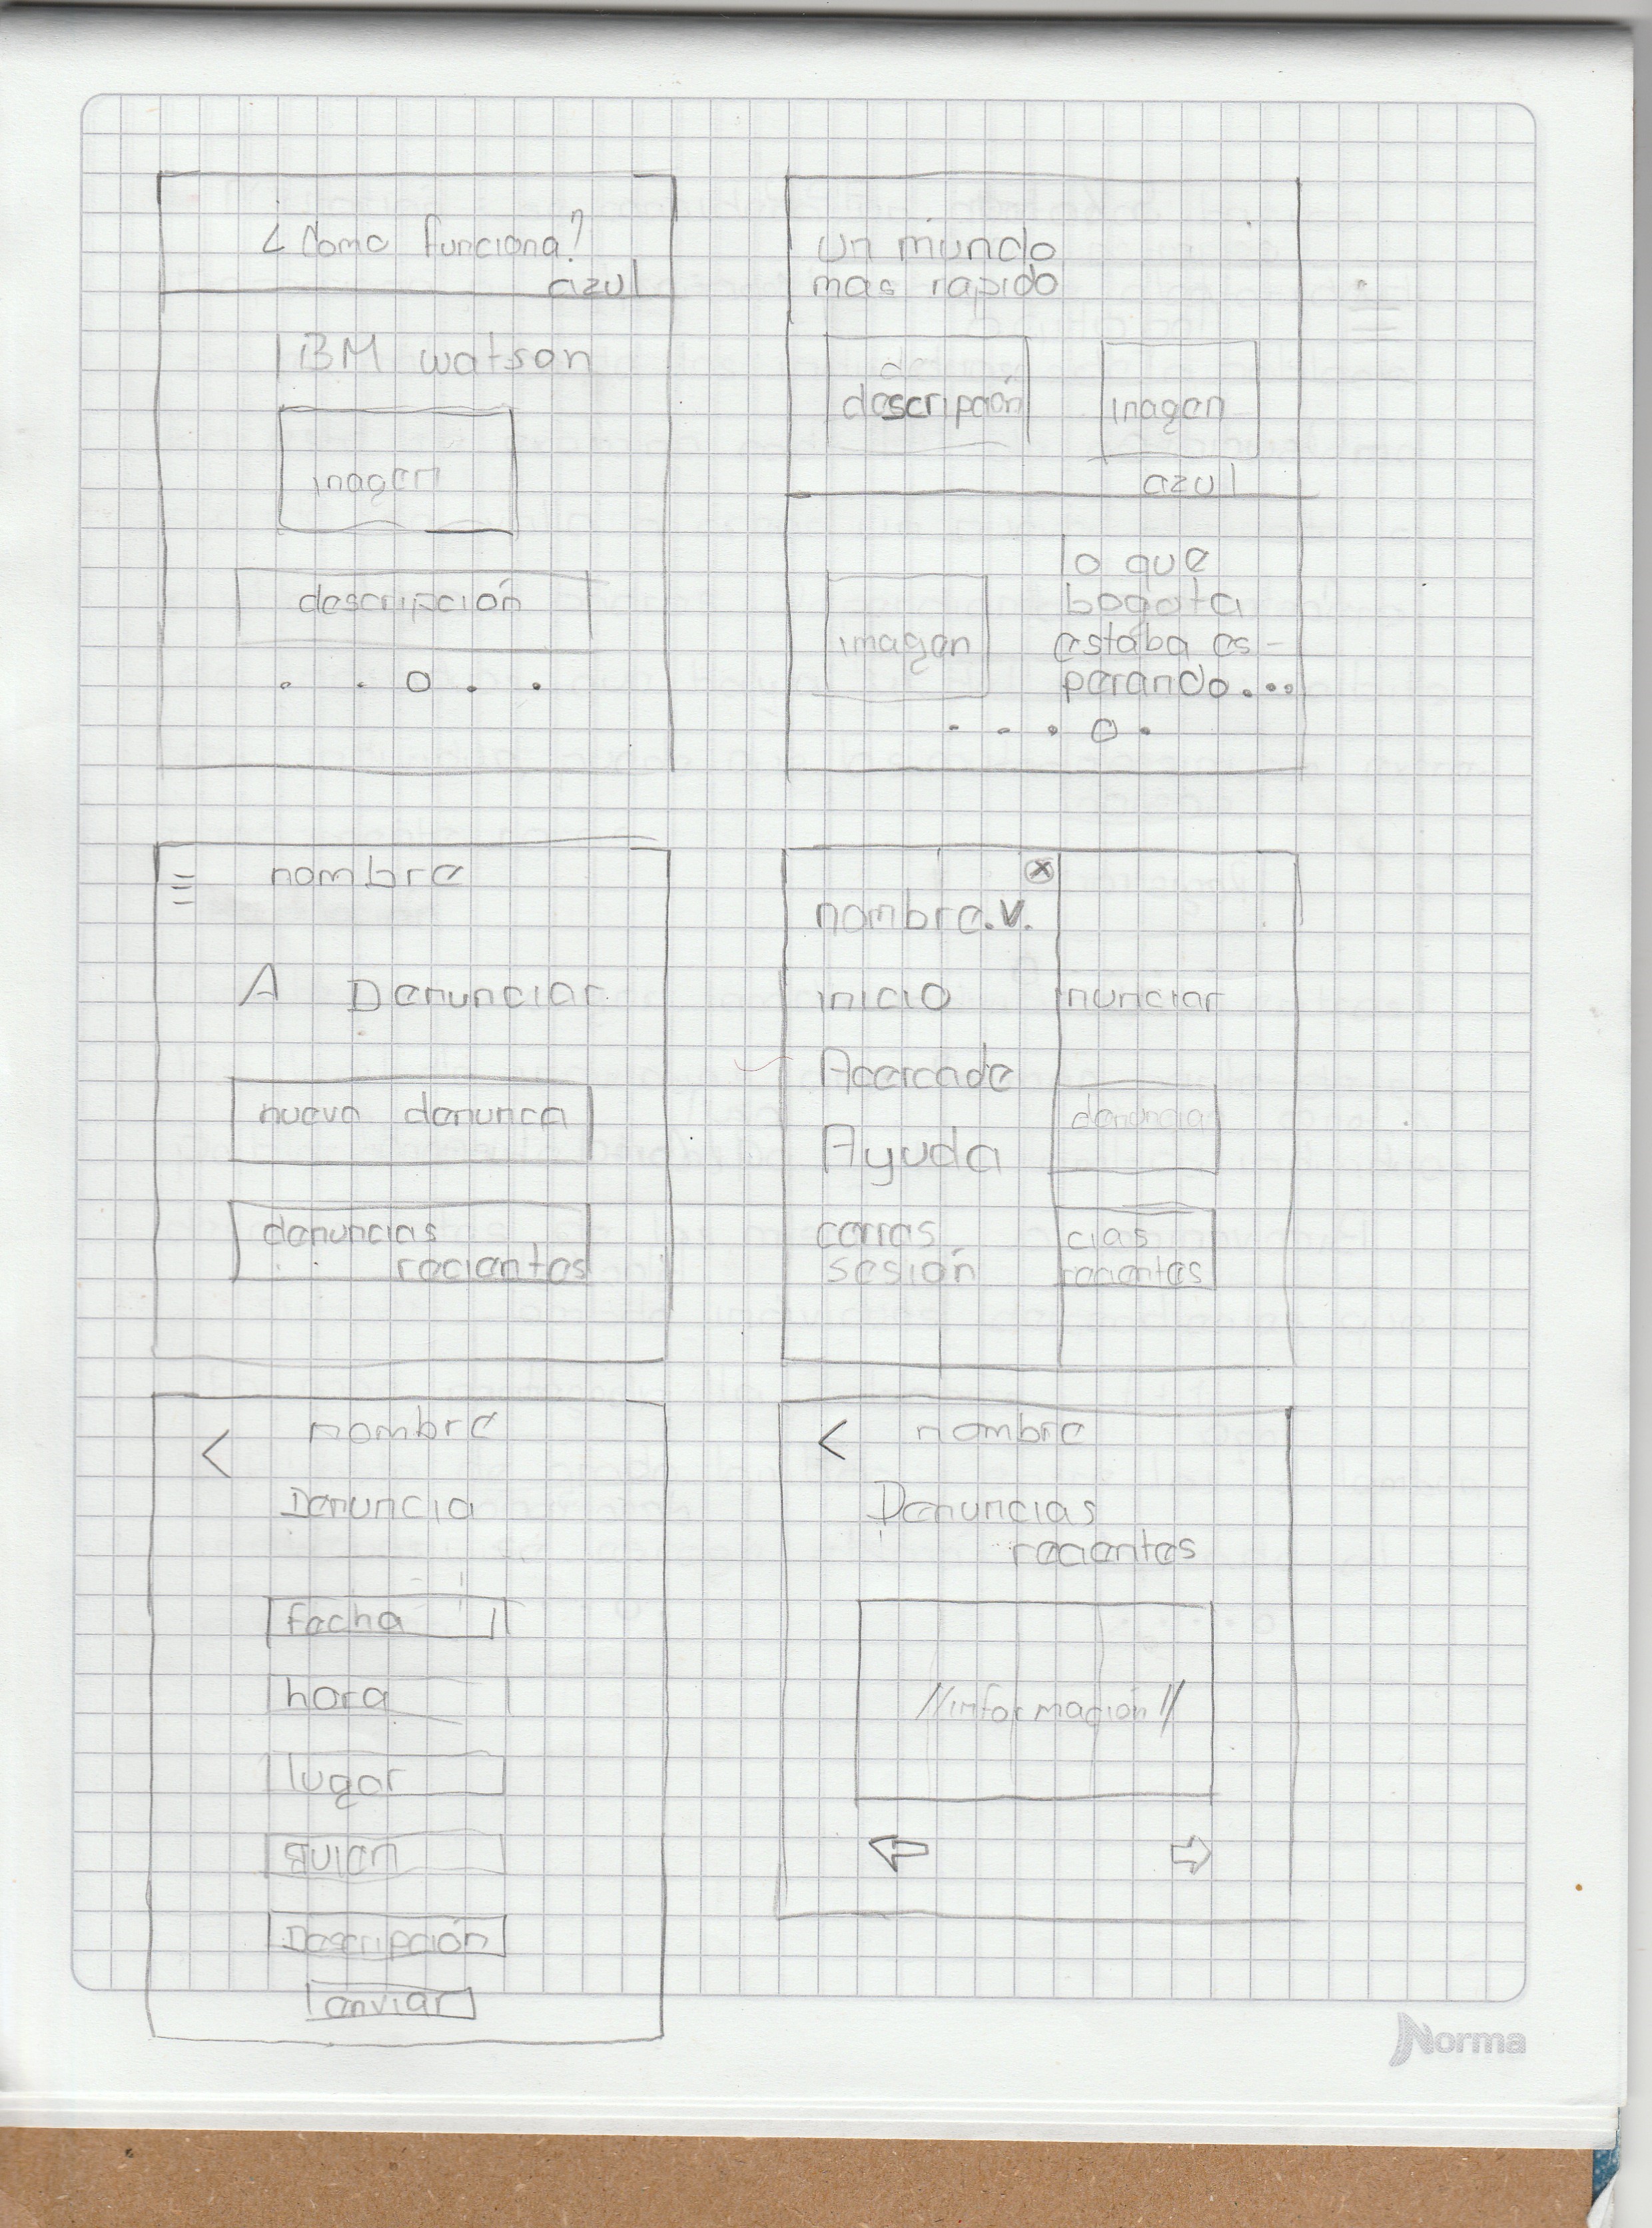 ¿Como funciona?
azul
IBM watson
imagen
descripción
un mundo
mas rapido
descripción
imagen
azul
imagen
lo que
bogota
estaba es-
perando...
nombre
A Denunciar
nueva denunca
denuncias
recientes
X
nombre.v.
inicio
Acercade
Ayuda
carras
sesión
nunciar
denuncias
cias
recientes
< nombre
Denuncia
Fecha
hora
lugar
quien
Descripción
enviar
< nombre
Denuncias
recientes
//información//
Norma